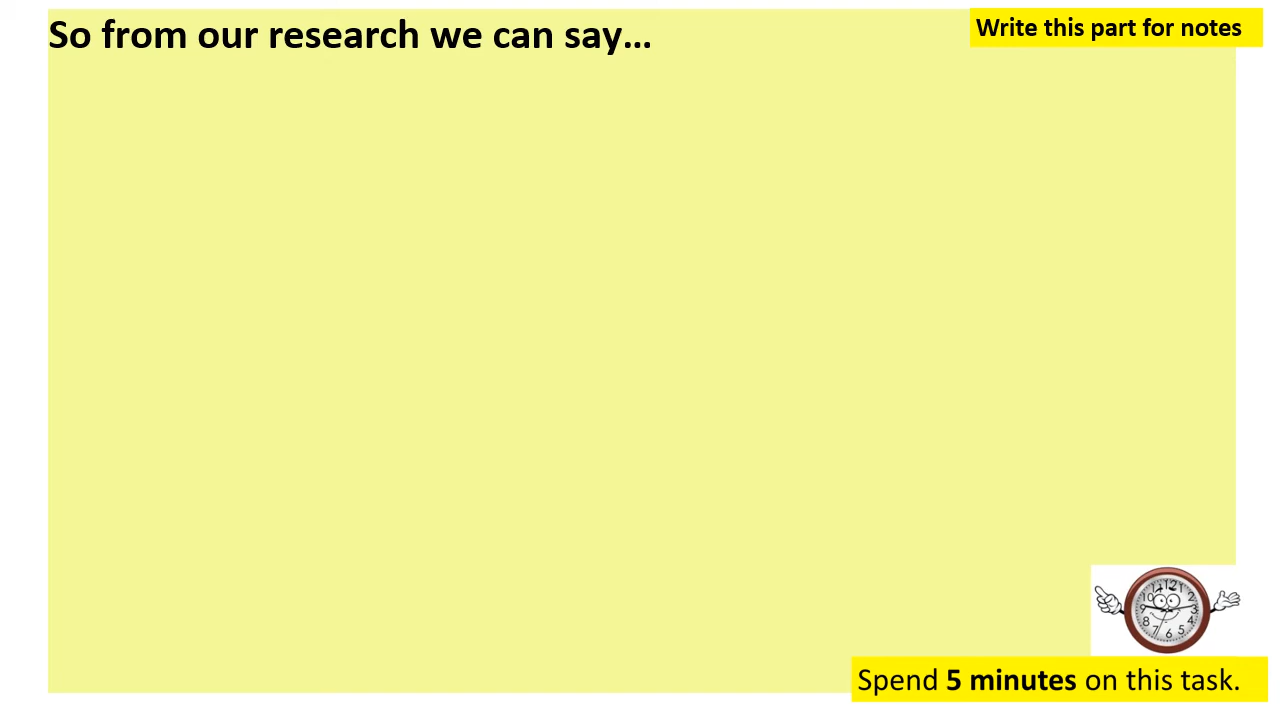 So from our research we can say…
Write this part for notes
Spend 5 minutes on this task.